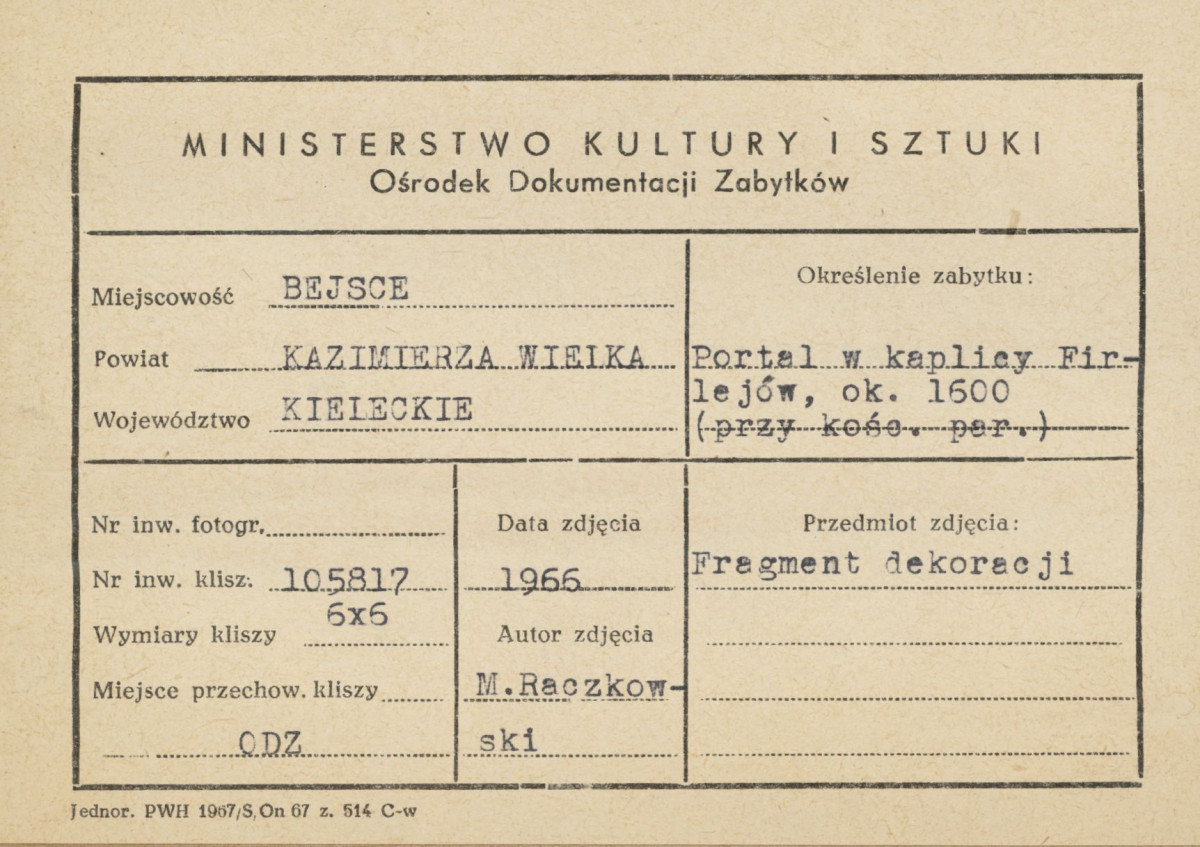 MINISTERSTWO KULTURY I SZTUKI
Ośrodek Dokumentacji Zabytków
Miejscowość BEJSCE
Powiat KAZIMIERZA WIELKA
Województwo KIELECKIE
Określenie zabytku:
Portal w kaplicy Fir-
lejów, ok. 1600
(przy kośc. par.)
Nr inw. fotogr.
Nr inw. klisz. 105817
6x6
Wymiary kliszy
Miejsce przechow. kliszy
ODZ
Data zdjęcia
1966
Autor zdjęcia
M.Raczkow-
ski
Przedmiot zdjęcia:
Fragment dekoracji
Jednor. PWH 1967/S.On 67 z. 514 C-w